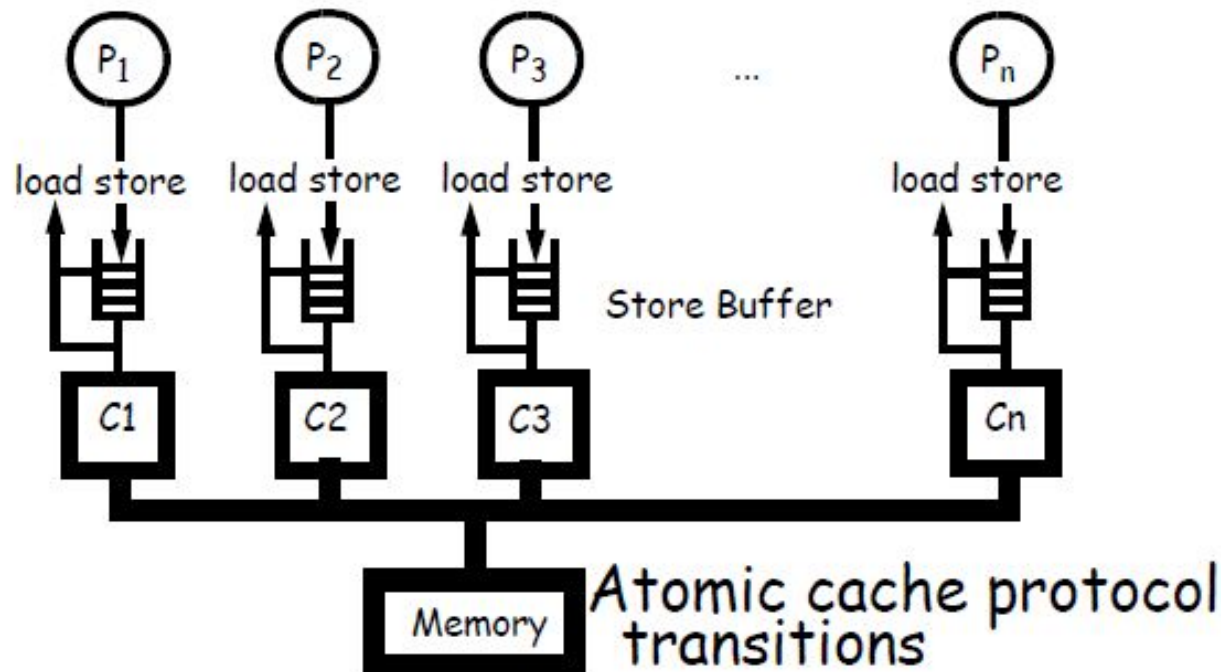 P1 P2 P3 ... Pn
load store load store load store load store
Store Buffer
C1 C2 C3 Cn
Memory
Atomic cache protocol
transitions